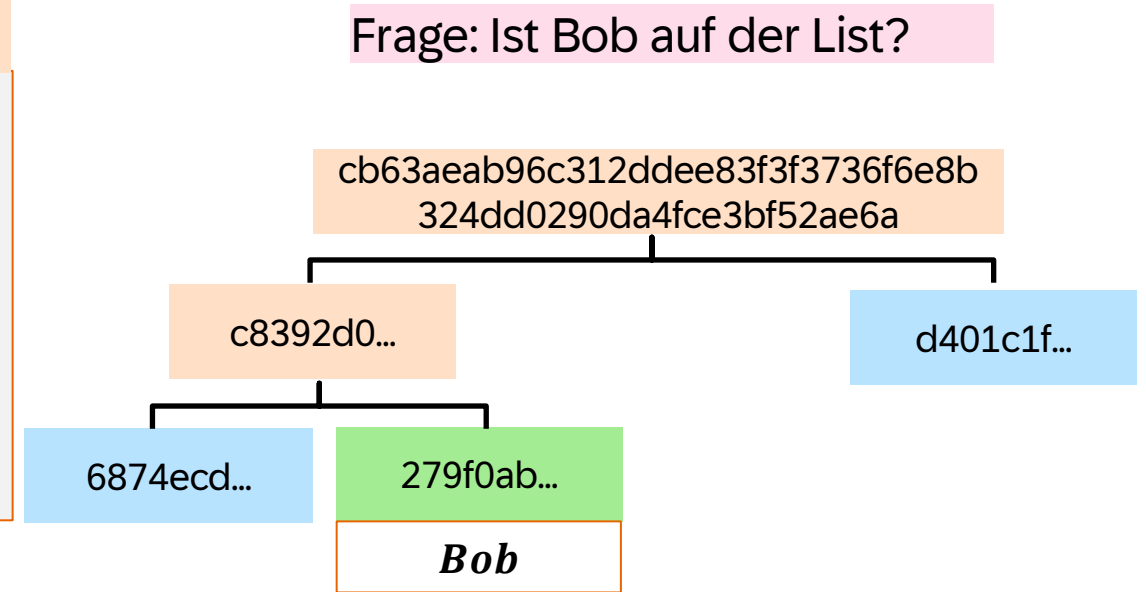 Frage: Ist Bob auf der List?
cb63aeab96c312ddee83f3f3736f6e8b
324dd0290da4fce3bf52ae6a
c8392d0...
d401c1f...
6874ecd...
279f0ab...
Bob